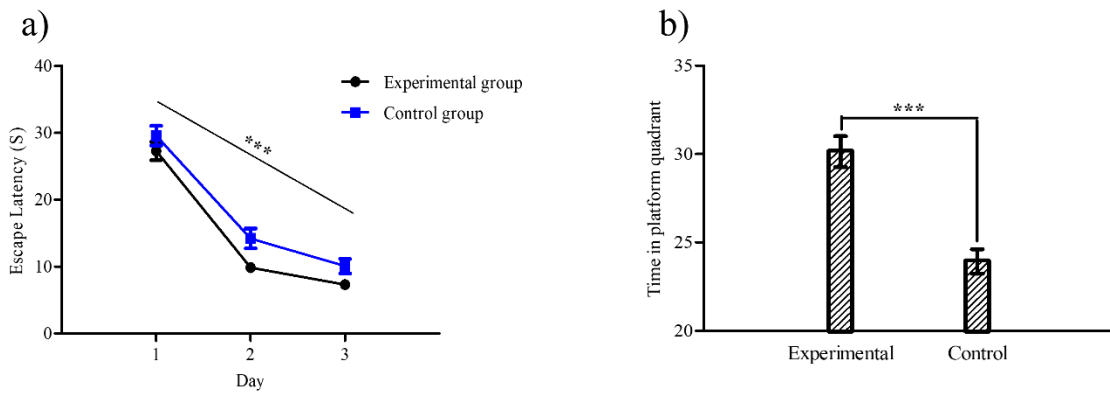 a)
40
30
20
10
0
Escape Latency (S)
1 2 3
Day
Experimental group
Control group
***
b)
35
30
25
20
Time in platform quadrant
***
Experimental Control